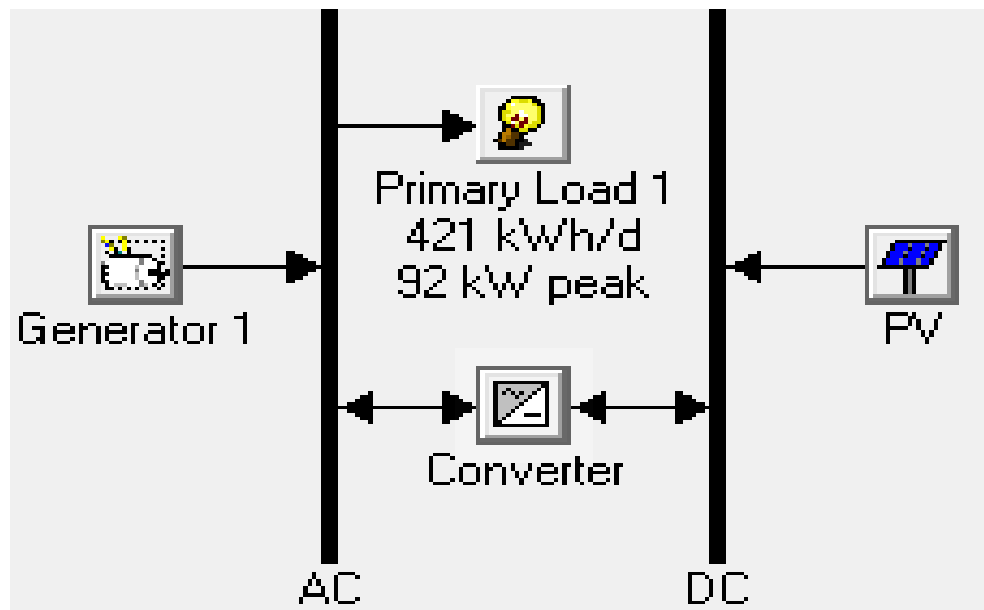 Primary Load 1
421 kWh/d
92 kW peak
Generator 1
PV
Converter
AC
DC